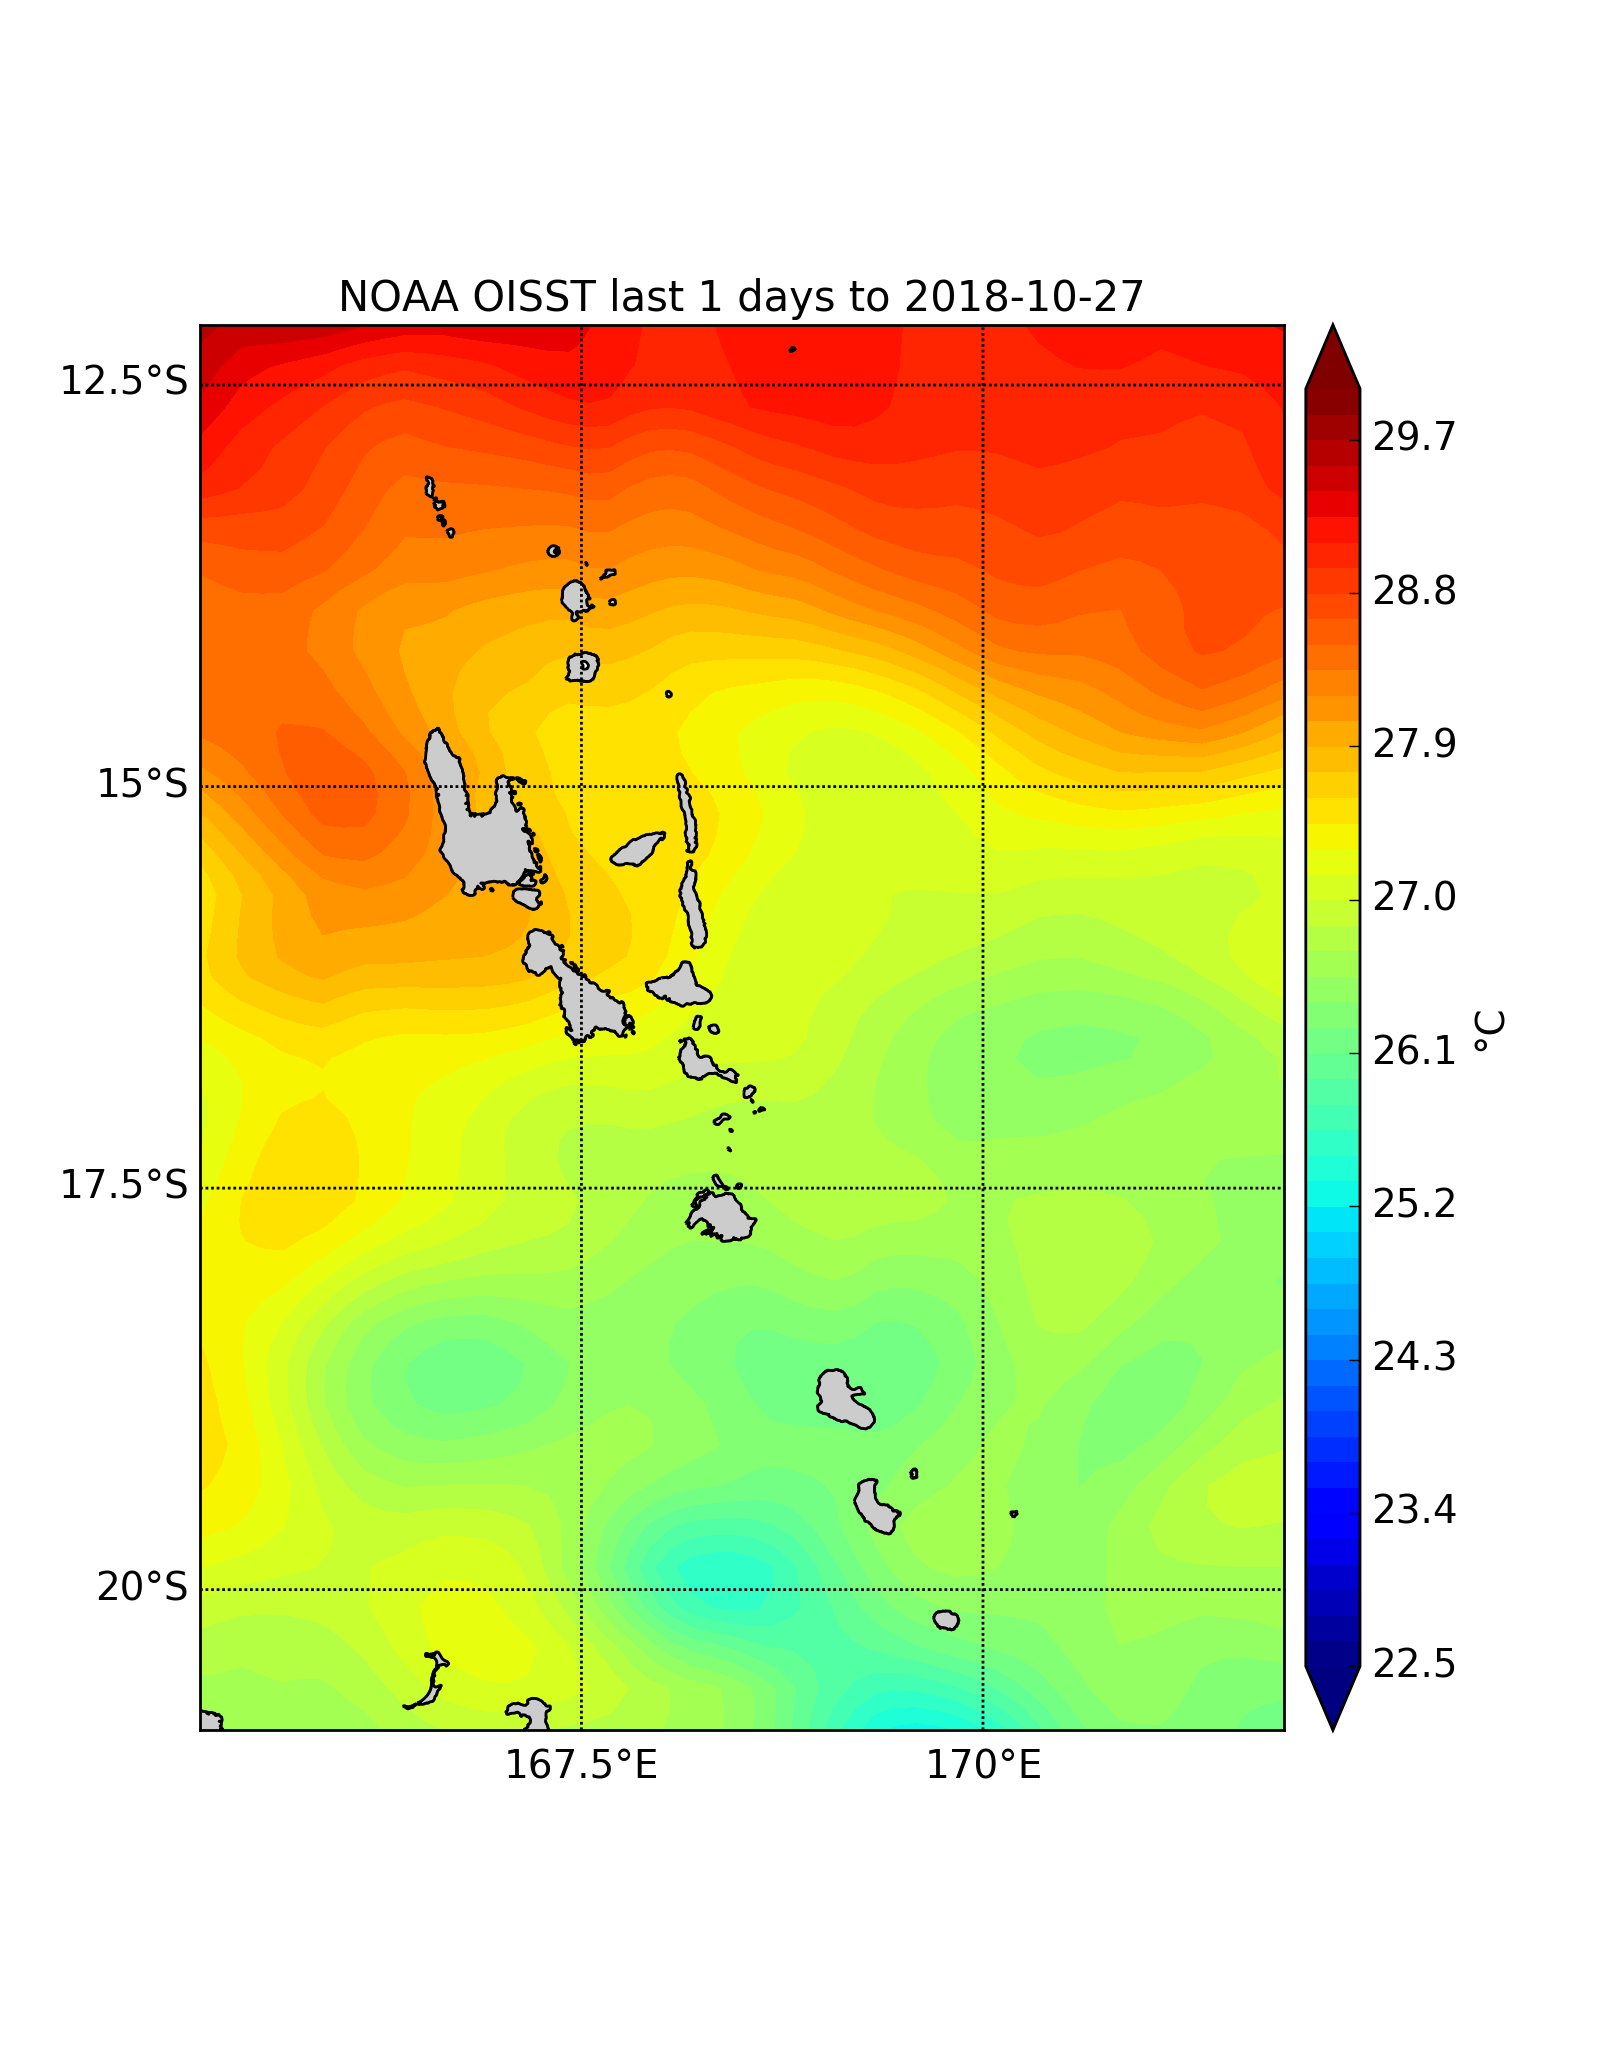 NOAA OISST last 1 days to 2018-10-27
12.5°S
15°S
17.5°S
20°S
167.5°E
170°E
29.7
28.8
27.9
27.0
26.1
25.2
24.3
23.4
22.5
°C